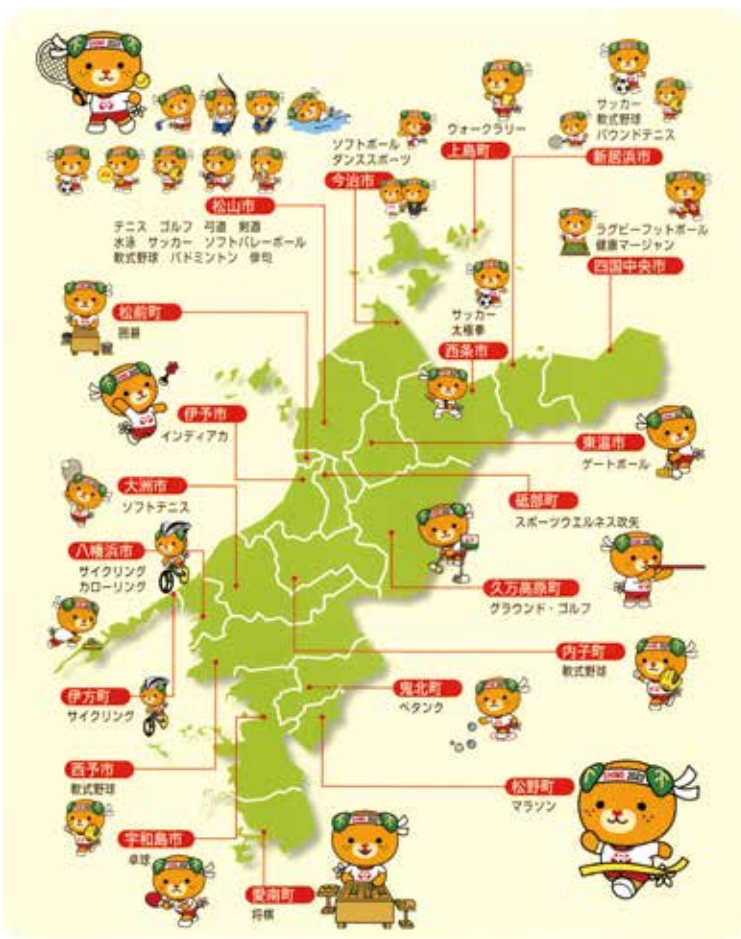 ソフトボール
ダンススポーツ
今治市
ウォークラリー
上島町
サッカー
軟式野球
バウンドテニス
新居浜市
松山市
テニス ゴルフ 弓道 剣道
水泳 サッカー ソフトバレーボール
軟式野球 バドミントン 俳句
ラグビーフットボール
健康マージャン
四国中央市
松前町
囲碁
サッカー
太極拳
西条市
伊予市
インディアカ
東温市
ゲートボール
大洲市
ソフトテニス
砥部町
スポーツウエルネス吹矢
八幡浜市
サイクリング
カローリング
久万高原町
グラウンド・ゴルフ
内子町
軟式野球
伊方町
サイクリング
鬼北町
ペタンク
西予市
軟式野球
松野町
マラソン
宇和島市
卓球
愛南町
将棋